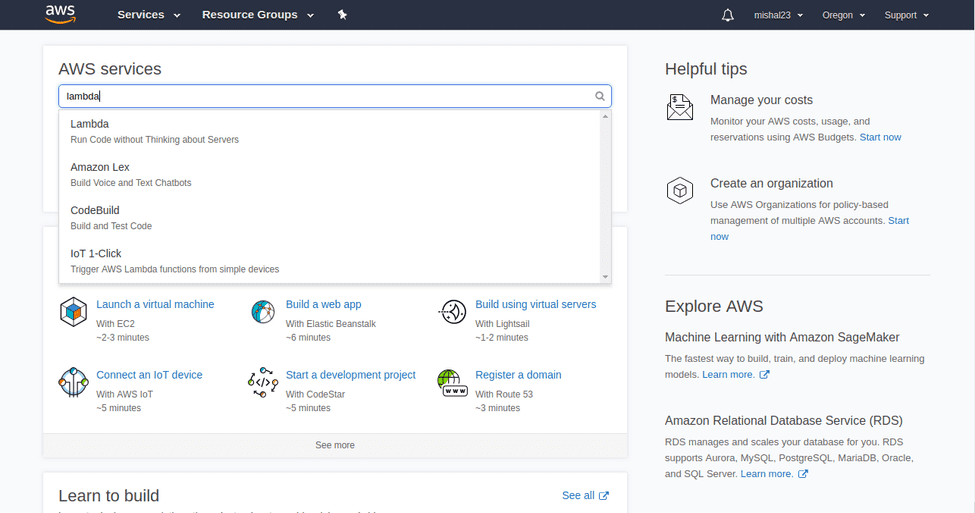 aws
Services
Resource Groups
mishal23
Oregon
Support
AWS services
lambda
Lambda
Run Code without Thinking about Servers
Amazon Lex
Build Voice and Text Chatbots
CodeBuild
Build and Test Code
IoT 1-Click
Trigger AWS Lambda functions from simple devices
Launch a virtual machine
With EC2
~2-3 minutes
Build a web app
With Elastic Beanstalk
~6 minutes
Build using virtual servers
With Lightsail
~1-2 minutes
Connect an IoT device
With AWS IoT
~5 minutes
Start a development project
With CodeStar
~5 minutes
WWW
Register a domain
With Route 53
~3 minutes
See more
Learn to build
See all
Helpful tips
Manage your costs
Monitor your AWS costs, usage, and
reservations using AWS Budgets. Start now
Create an organization
Use AWS Organizations for policy-based
management of multiple AWS accounts. Start
now
Explore AWS
Machine Learning with Amazon SageMaker
The fastest way to build, train, and deploy machine learning
models. Learn more.
Amazon Relational Database Service (RDS)
RDS manages and scales your database for you. RDS
supports Aurora, MySQL, PostgreSQL, MariaDB, Oracle,
and SQL Server. Learn more.